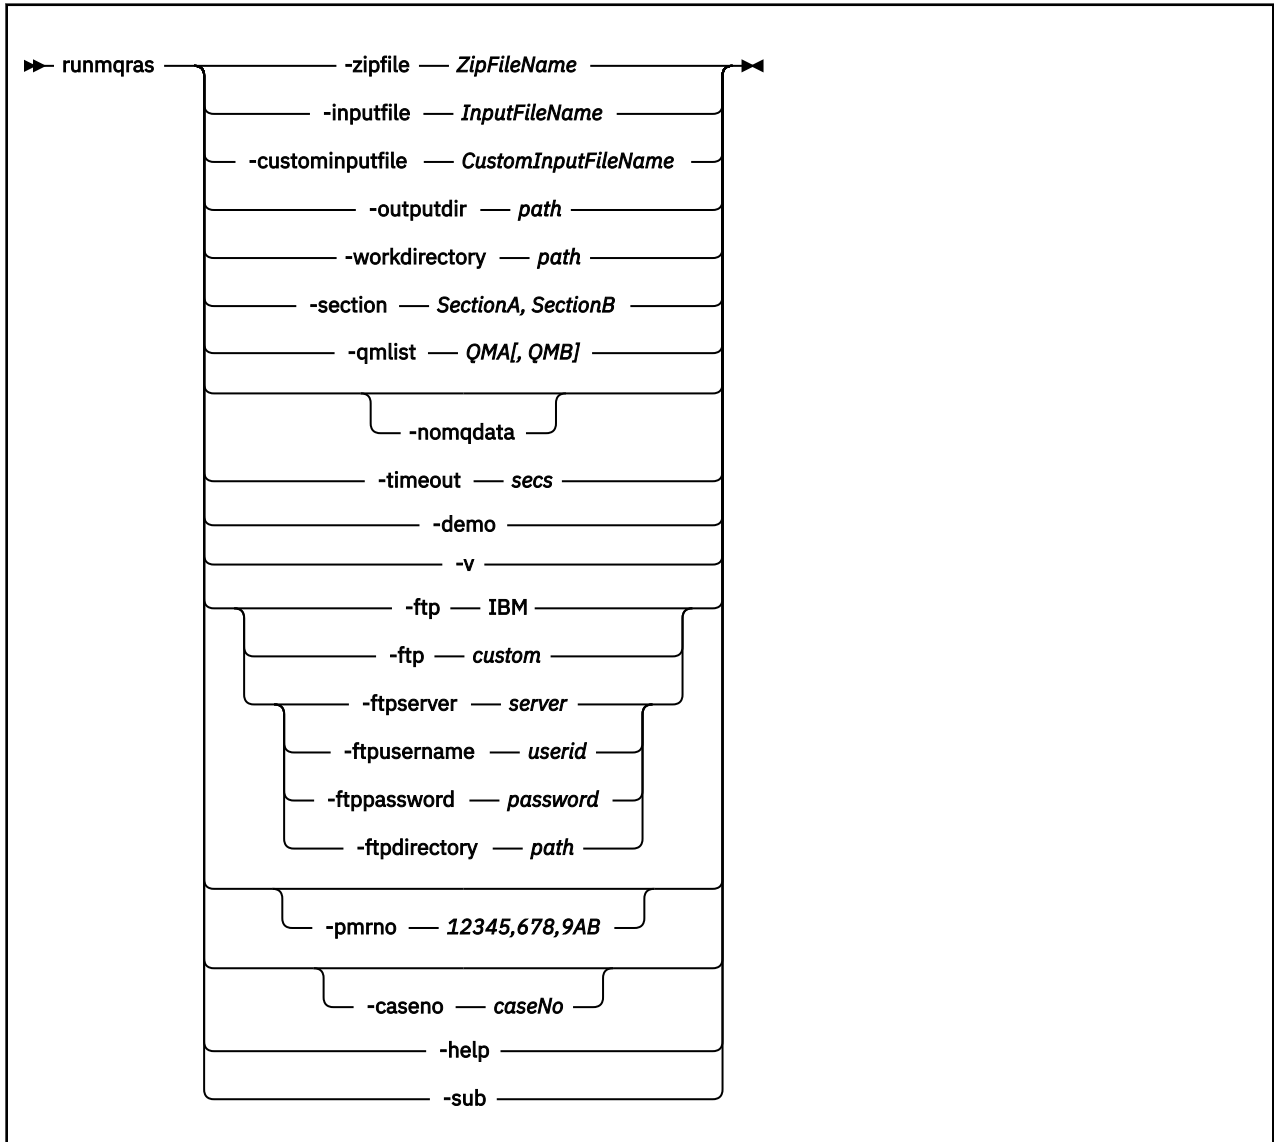 runmqras -zipfile ZipFileName
-inputfile InputFileName
-custominputfile CustomInputFileName
-outputdir path
-workdirectory path
-section SectionA, SectionB
-qmlist QMA[, QMB]
-nomqdata
-timeout secs
-demo
-v
-ftp IBM
-ftp custom
-ftpserver server
-ftpusername userid
-ftppassword password
-ftpdirectory path
-pmrno 12345,678,9AB
-caseno caseNo
-help
-sub